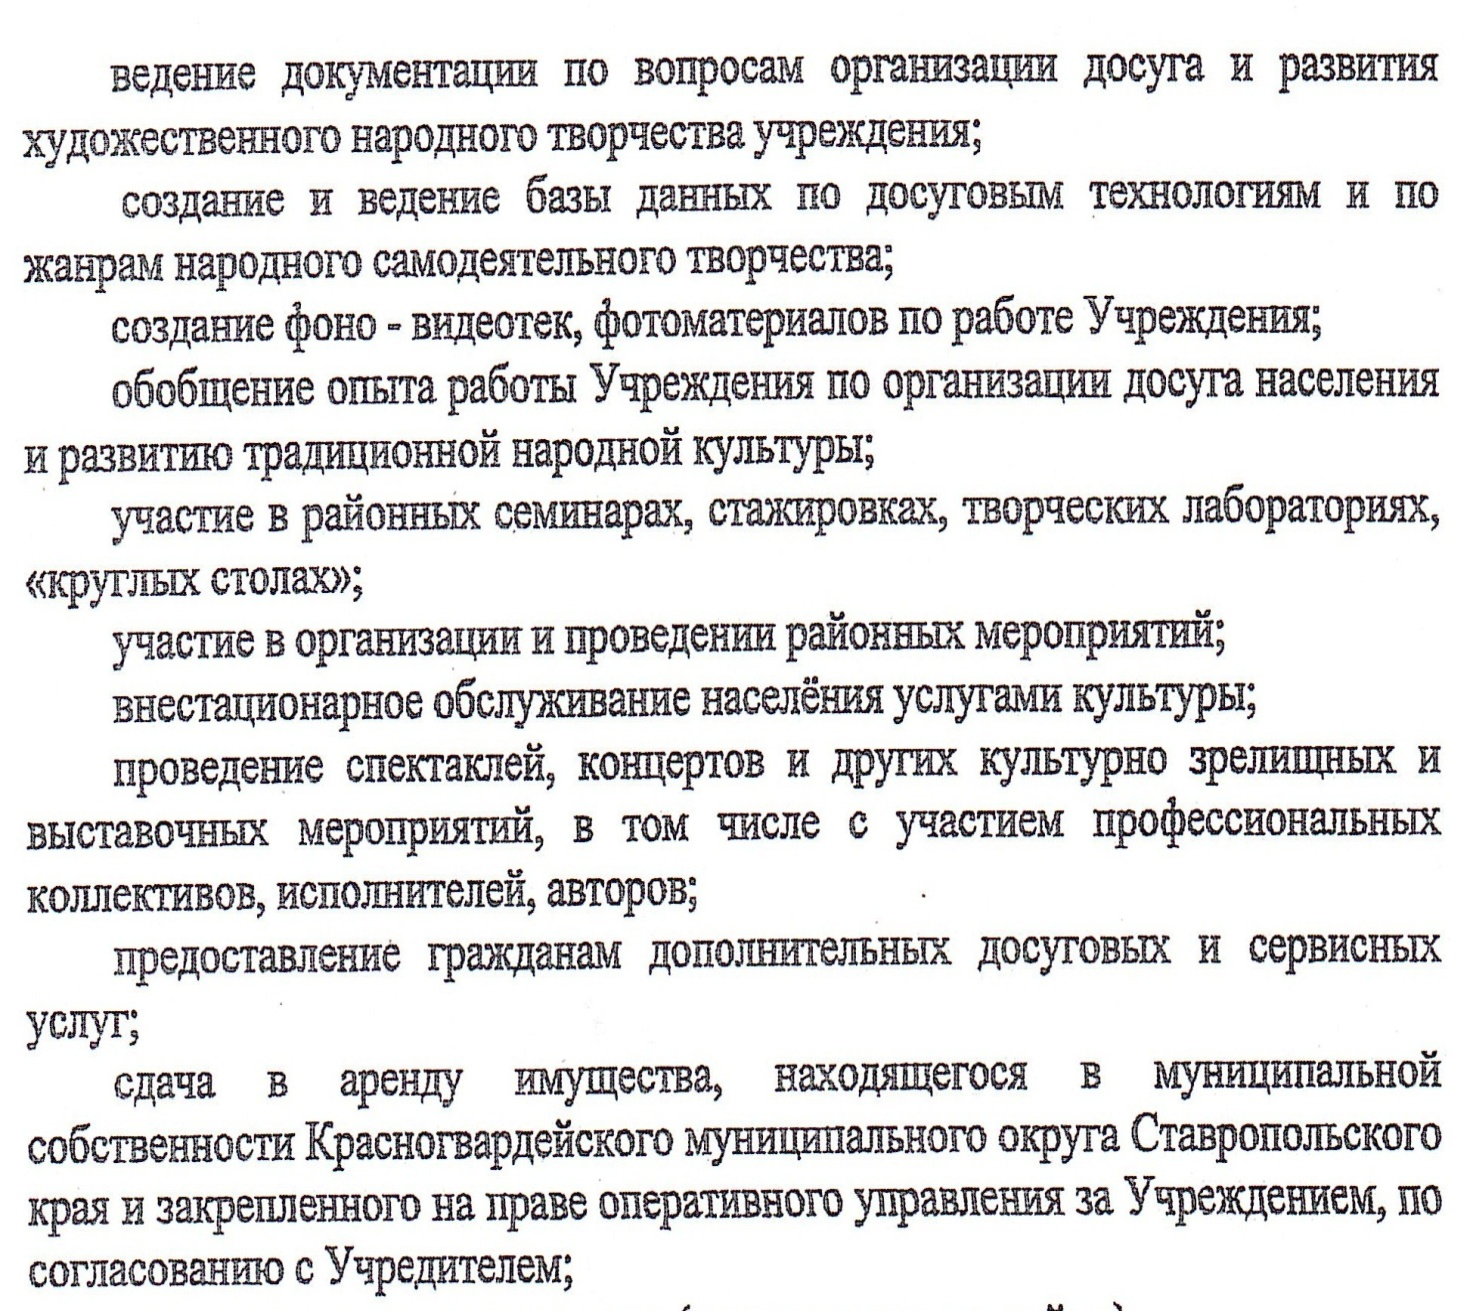 ведение документации по вопросам организации досуга и развития
художественного народного творчества учреждения;
создание и ведение базы данных по досуговым технологиям и по
жанрам народного самодеятельного творчества;
создание фоно - видеотек, фотоматериалов по работе Учреждения;
обобщение опыта работы Учреждения по организации досуга населения
и развитию традиционной народной культуры;
участие в районных семинарах, стажировках, творческих лабораториях,
«круглых столах»;
участие в организации и проведении районных мероприятий;
внестационарное обслуживание населёния услугами культуры;
проведение спектаклей, концертов и других культурно зрелищных и
выставочных мероприятий, в том числе с участием профессиональных
коллективов, исполнителей, авторов;
предоставление гражданам дополнительных досуговых и сервисных
услуг;
сдача в аренду имущества, находящегося в муниципальной
собственности Красногвардейского муниципального округа Ставропольского
края и закрепленного на праве оперативного управления за Учреждением, по
согласованию с Учредителем;